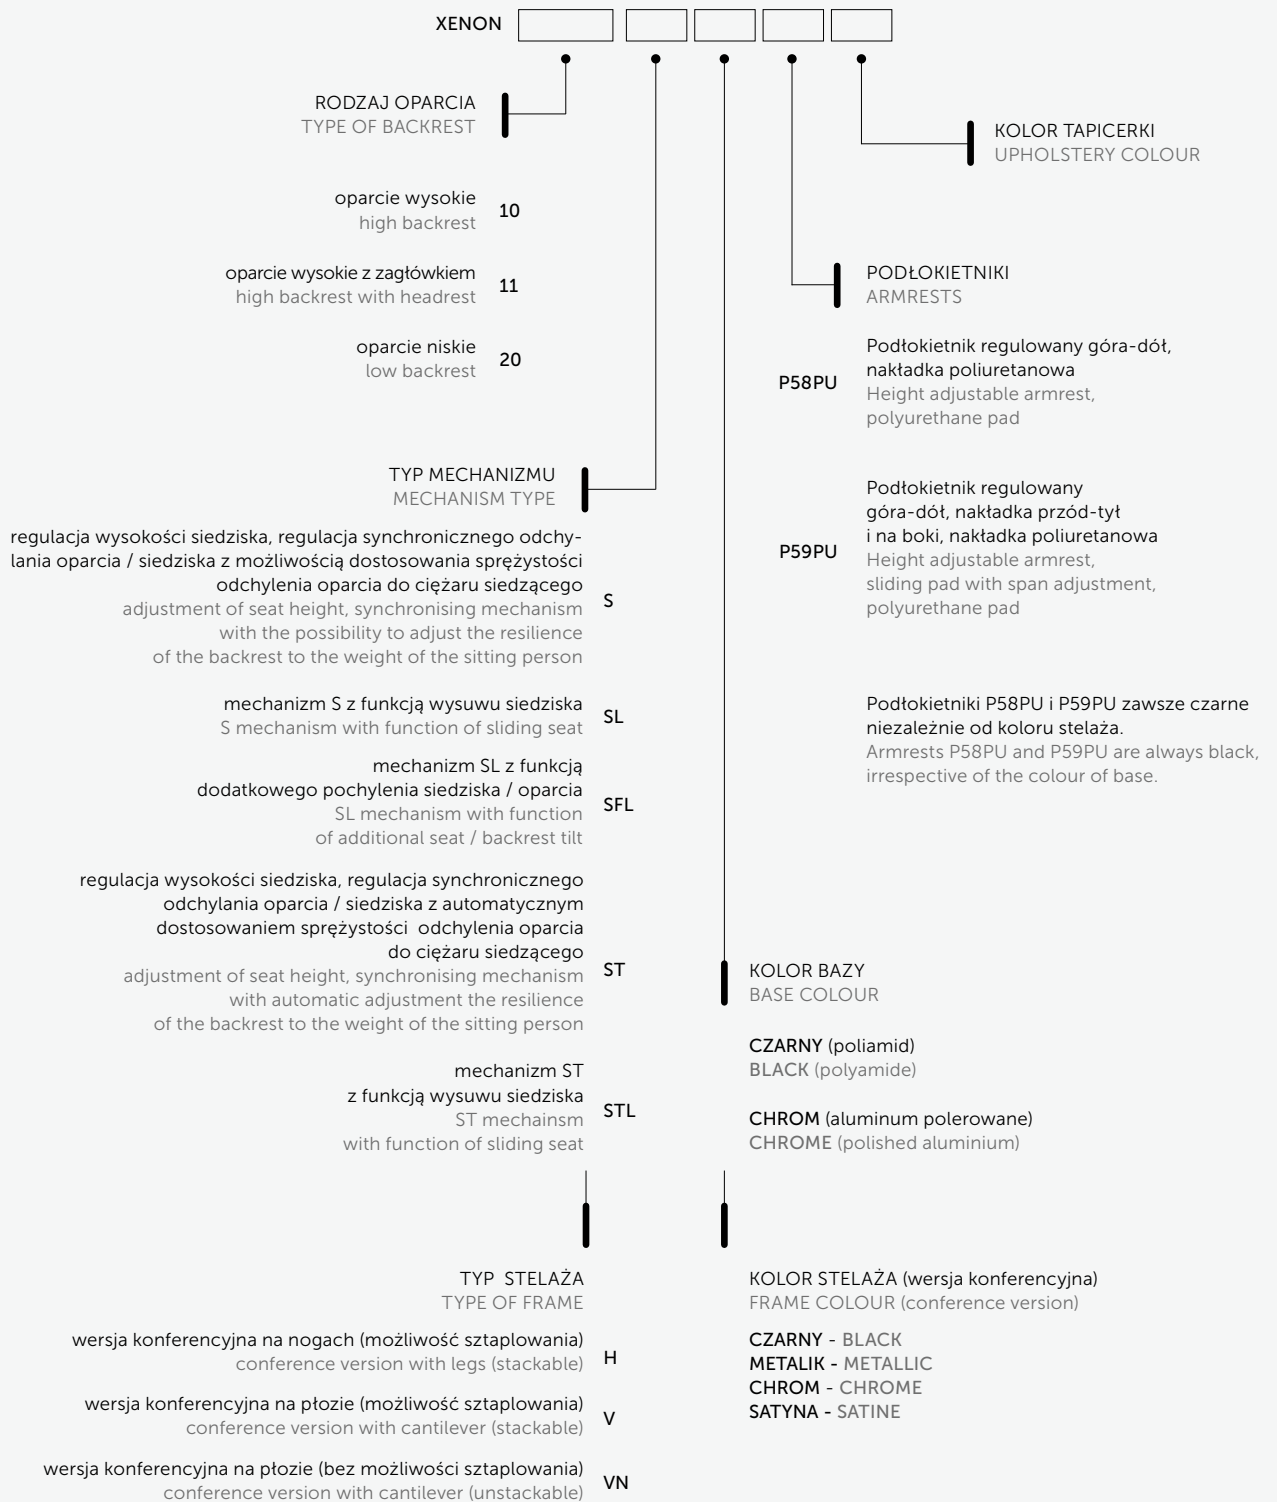 XENON
RODZAJ OPARCIA
TYPE OF BACKREST
oparcie wysokie
high backrest
10
oparcie wysokie z zagłówkiem
high backrest with headrest
11
oparcie niskie
low backrest
20
TYP MECHANIZMU
MECHANISM TYPE
regulacja wysokości siedziska, regulacja synchronicznego odchy-
lania oparcia / siedziska z możliwością dostosowania sprężystości
odchylenia oparcia do ciężaru siedzącego
adjustment of seat height, synchronising mechanism
with the possibility to adjust the resilience
of the backrest to the weight of the sitting person
S
mechanizm S z funkcją wysuwu siedziska
S mechanism with function of sliding seat
SL
mechanizm SL z funkcją
dodatkowego pochylenia siedziska / oparcia
SL mechanism with function
of additional seat / backrest tilt
SFL
regulacja wysokości siedziska, regulacja synchronicznego
odchylania oparcia / siedziska z automatycznym
dostosowaniem sprężystości odchylenia oparcia
do ciężaru siedzącego
adjustment of seat height, synchronising mechanism
with automatic adjustment the resilience
of the backrest to the weight of the sitting person
ST
mechanizm ST
z funkcją wysuwu siedziska
ST mechainsm
with function of sliding seat
STL
TYP STELAŻA
TYPE OF FRAME
wersja konferencyjna na nogach (możliwość sztaplowania)
conference version with legs (stackable)
H
wersja konferencyjna na płozie (możliwość sztaplowania)
conference version with cantilever (stackable)
V
wersja konferencyjna na płozie (bez możliwości sztaplowania)
conference version with cantilever (unstackable)
VN
KOLOR TAPICERKI
UPHOLSTERY COLOUR
PODŁOKIETNIKI
ARMRESTS
P58PU
Podłokietnik regulowany góra-dół,
nakładka poliuretanowa
Height adjustable armrest,
polyurethane pad
P59PU
Podłokietnik regulowany
góra-dół, nakładka przód-tył
i na boki, nakładka poliuretanowa
Height adjustable armrest,
sliding pad with span adjustment,
polyurethane pad
Podłokietniki P58PU i P59PU zawsze czarne
niezależnie od koloru stelaża.
Armrests P58PU and P59PU are always black,
irrespective of the colour of base.
KOLOR BAZY
BASE COLOUR
CZARNY (poliamid)
BLACK (polyamide)
CHROM (aluminum polerowane)
CHROME (polished aluminium)
KOLOR STELAŻA (wersja konferencyjna)
FRAME COLOUR (conference version)
CZARNY - BLACK
METALIK - METALLIC
CHROM - CHROME
SATYNA - SATINE